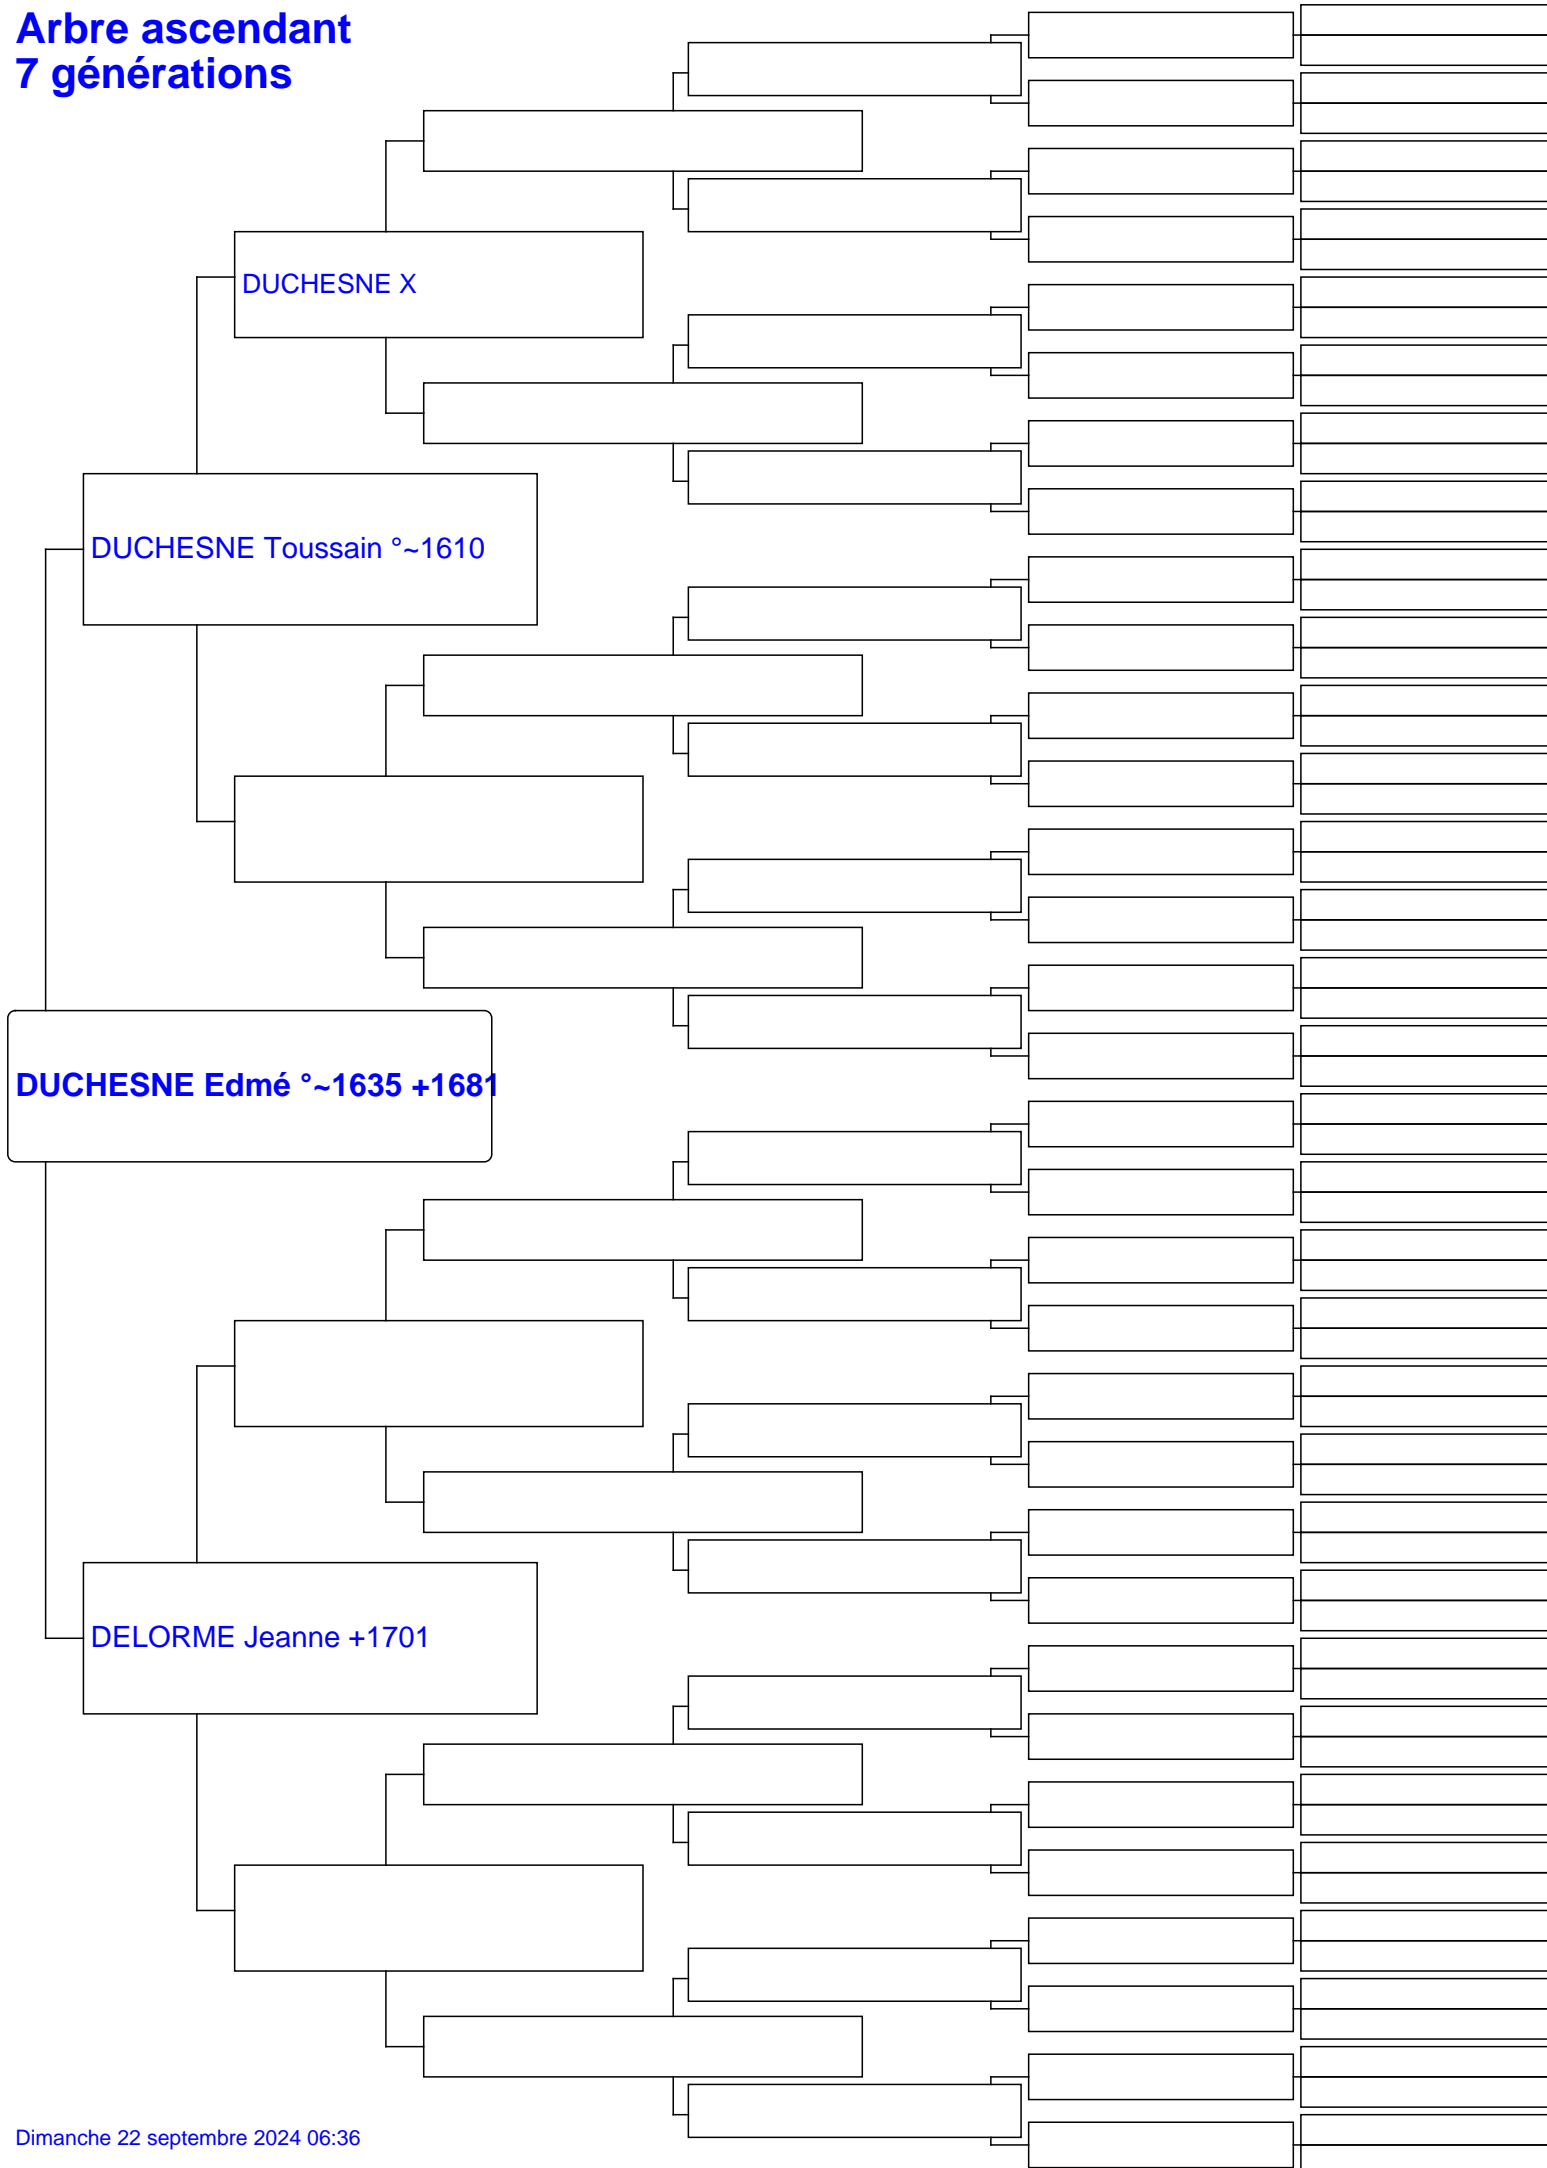 Arbre ascendant
7 générations
DUCHESNE X
DUCHESNE Toussain °~1610
DUCHESNE Edmé °~1635 +1681
DELORME Jeanne +1701
Dimanche 22 septembre 2024 06:36